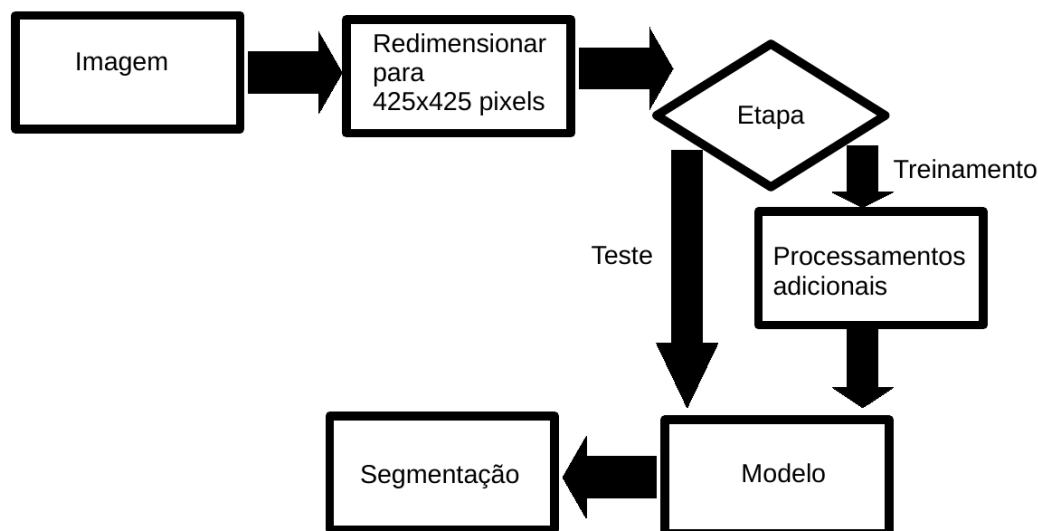 Imagem
Redimensionar
para
425x425 pixels
Etapa
Treinamento
Teste
Processamentos
adicionais
Modelo
Segmentação